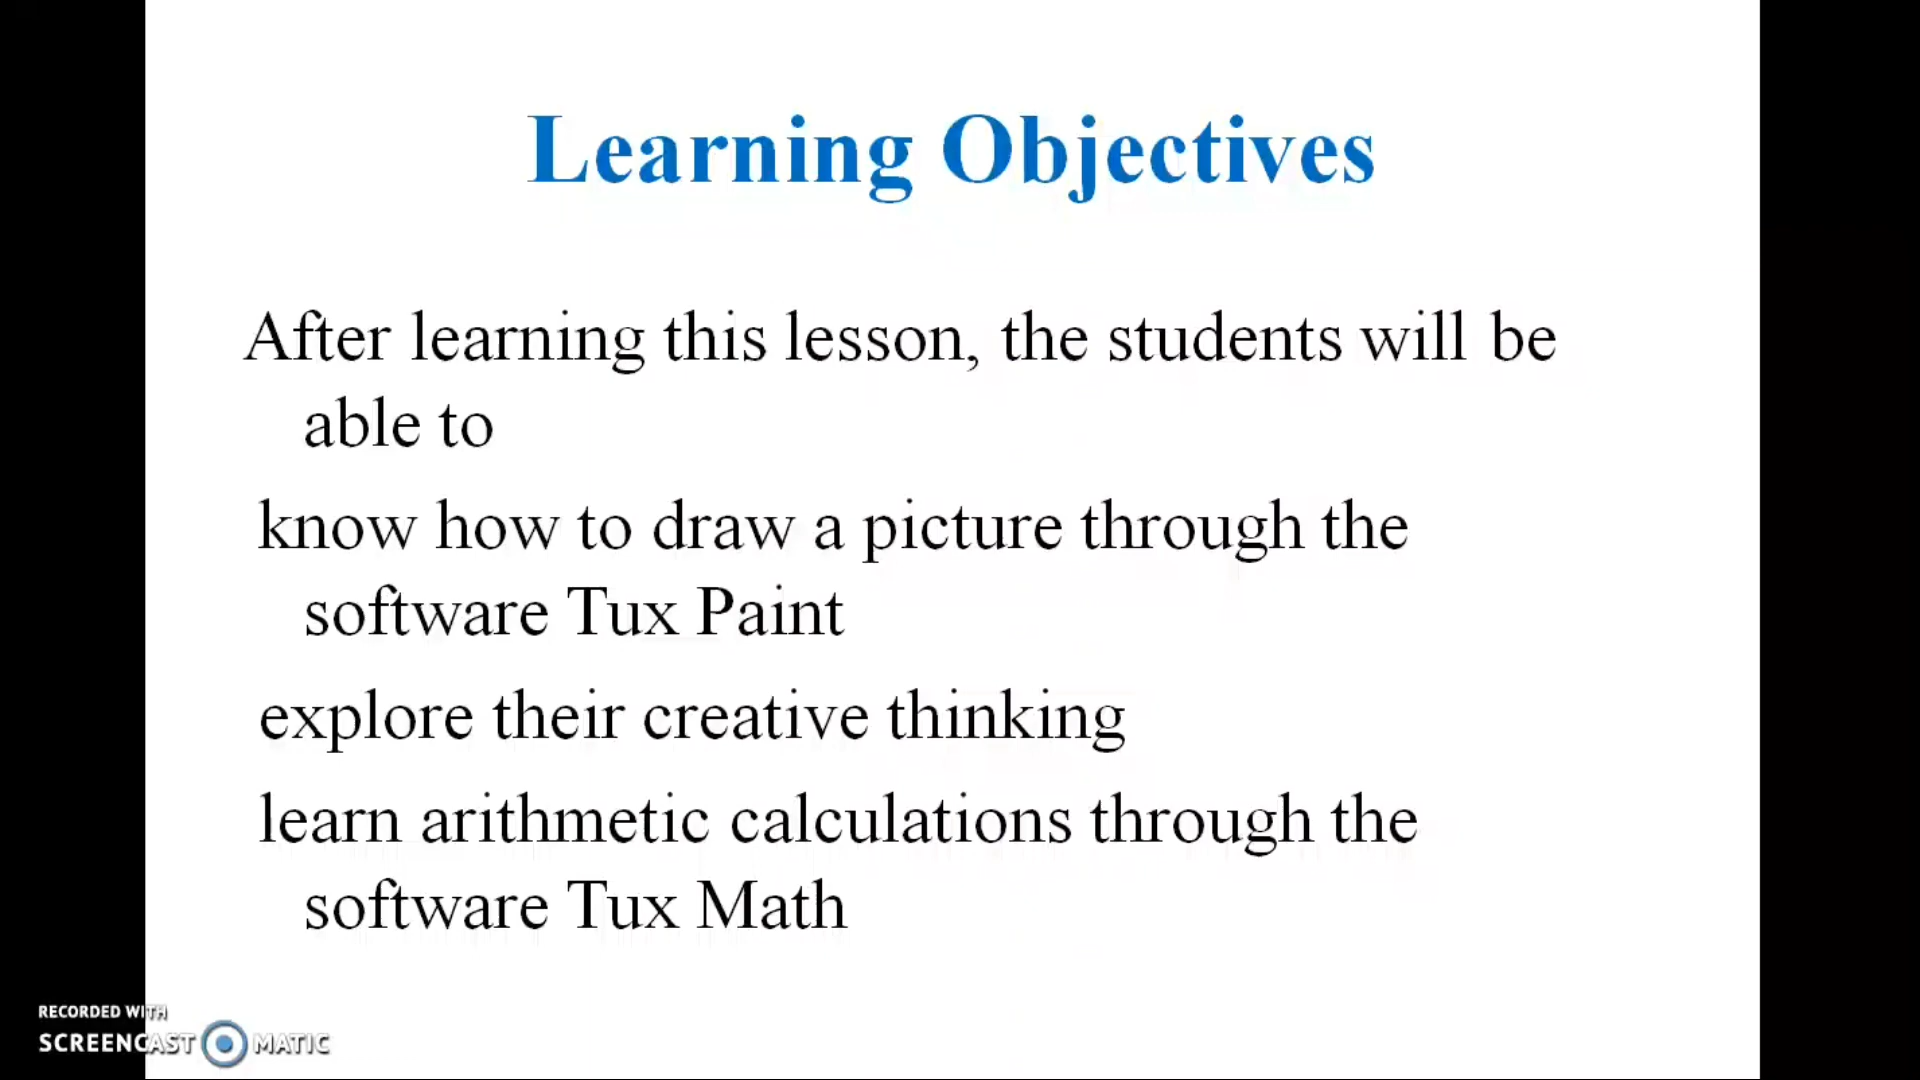 Learning Objectives
After learning this lesson, the students will be
able to
know how to draw a picture through the
software Tux Paint
explore their creative thinking
learn arithmetic calculations through the
software Tux Math
RECORDED WITH
SCREENCAST MATIC